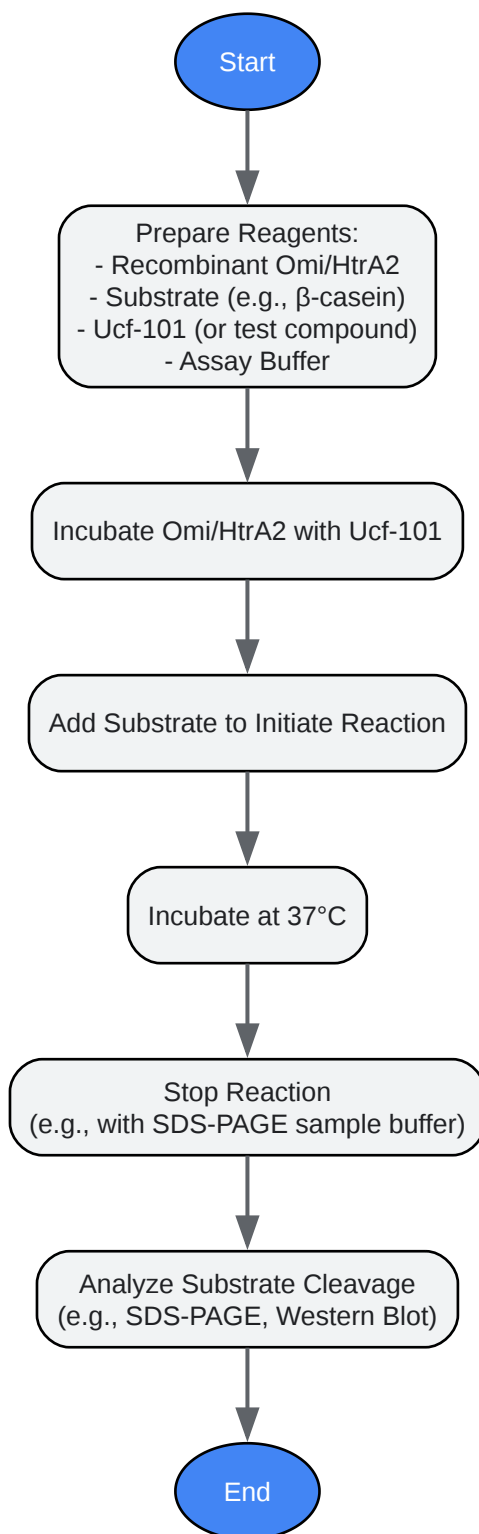 Start
Prepare Reagents:
- Recombinant Omi/HtrA2
- Substrate (e.g., β-casein)
- Ucf-101 (or test compound)
- Assay Buffer
Incubate Omi/HtrA2 with Ucf-101
Add Substrate to Initiate Reaction
Incubate at 37°C
Stop Reaction
(e.g., with SDS-PAGE sample buffer)
Analyze Substrate Cleavage
(e.g., SDS-PAGE, Western Blot)
End